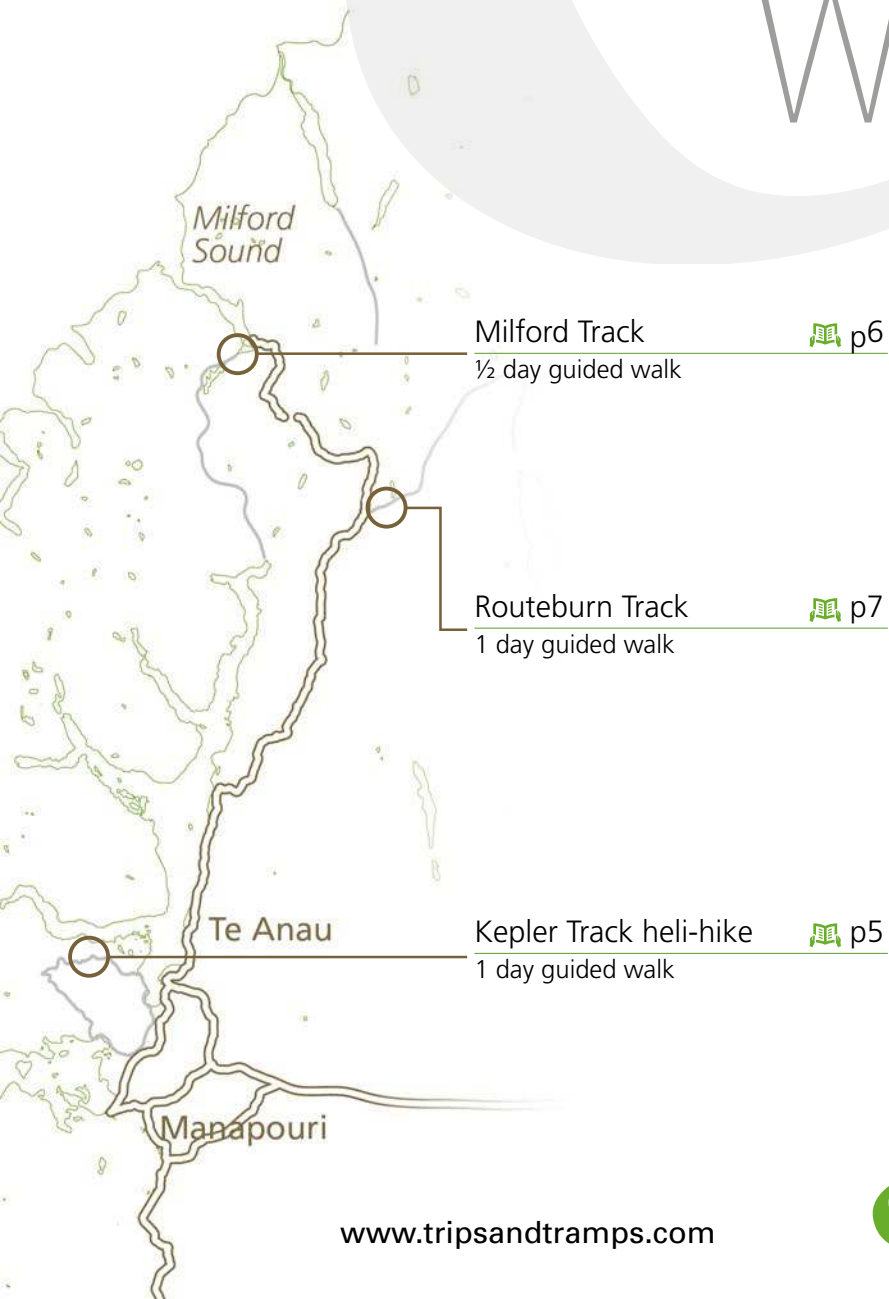 W
Milford
Sound
Milford Track p6
½ day guided walk
Routeburn Track p7
1 day guided walk
Te Anau
Kepler Track heli-hike p5
1 day guided walk
Manapouri
www.tripsandtramps.com